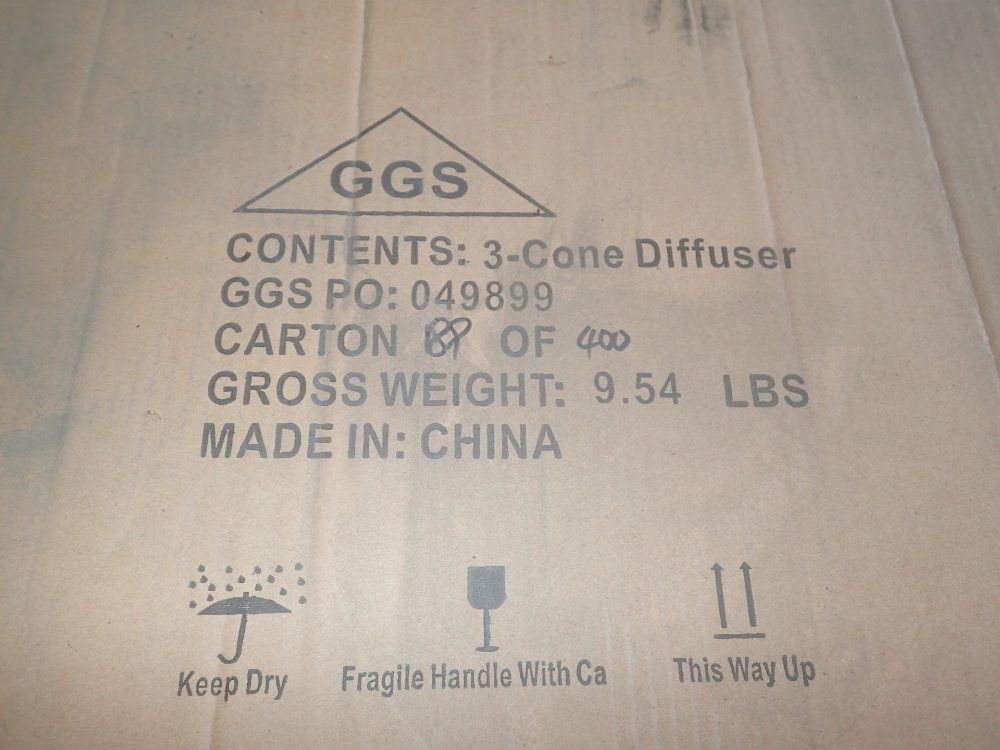 GGS
CONTENTS: 3-Cone Diffuser
GGS PO: 049899
CARTON OF 400
GROSS WEIGHT: 9.54 LBS
MADE IN: CHINA
Keep Dry
Fragile Handle With Ca
This Way Up